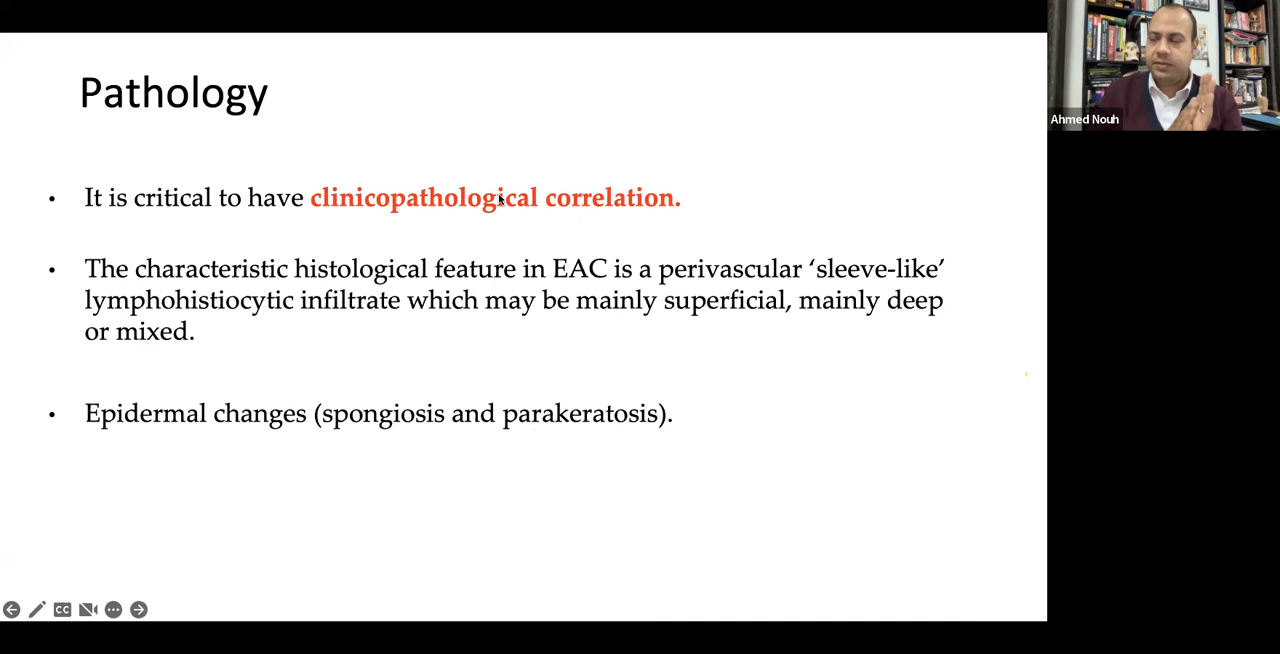 Pathology
• It is critical to have clinicopathological correlation.
• The characteristic histological feature in EAC is a perivascular ‘sleeve-like’
lymphohistiocytic infiltrate which may be mainly superficial, mainly deep
or mixed.
• Epidermal changes (spongiosis and parakeratosis).
Ahmed Nouh
CC